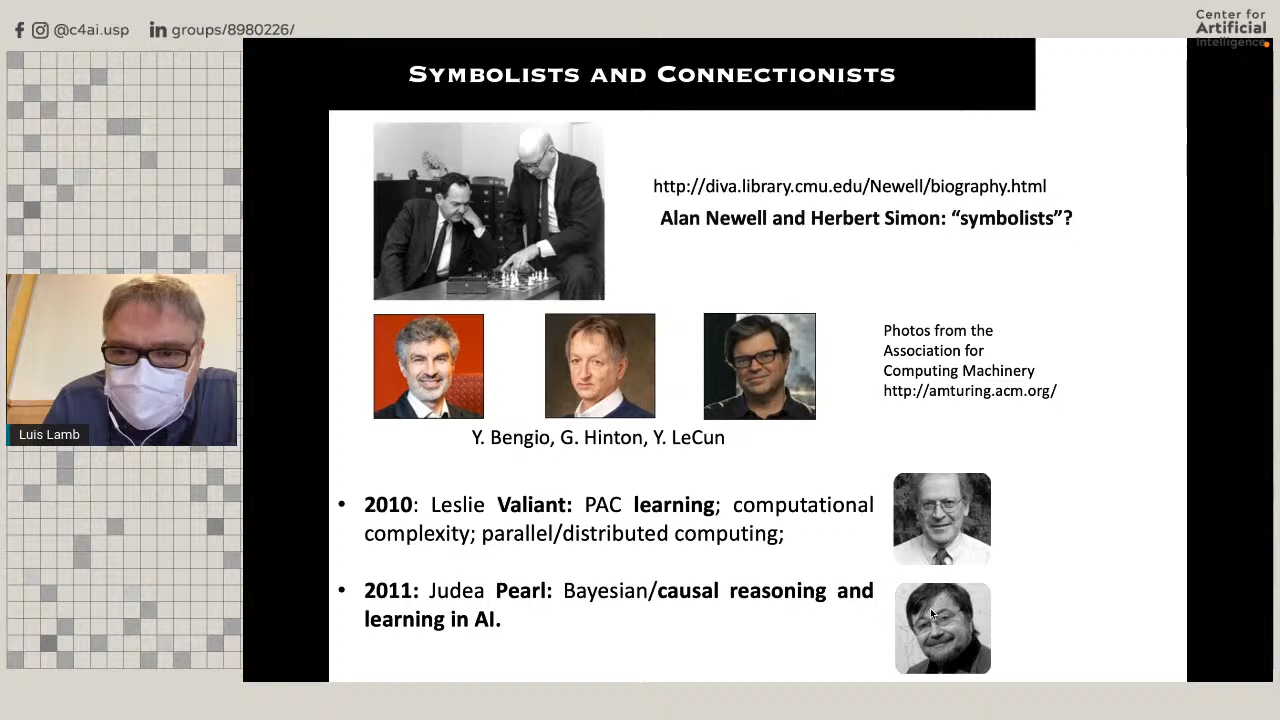 @c4ai.usp groups/8980226/
Center for
Artificial
Intelligence
SYMBOLISTS AND CONNECTIONISTS
http://diva.library.cmu.edu/Newell/biography.html
Alan Newell and Herbert Simon: “symbolists”?
Photos from the
Association for
Computing Machinery
http://amturing.acm.org/
Luis Lamb
Y. Bengio, G. Hinton, Y. LeCun
• 2010: Leslie Valiant: PAC learning; computational
complexity; parallel/distributed computing;
• 2011: Judea Pearl: Bayesian/causal reasoning and
learning in AI.